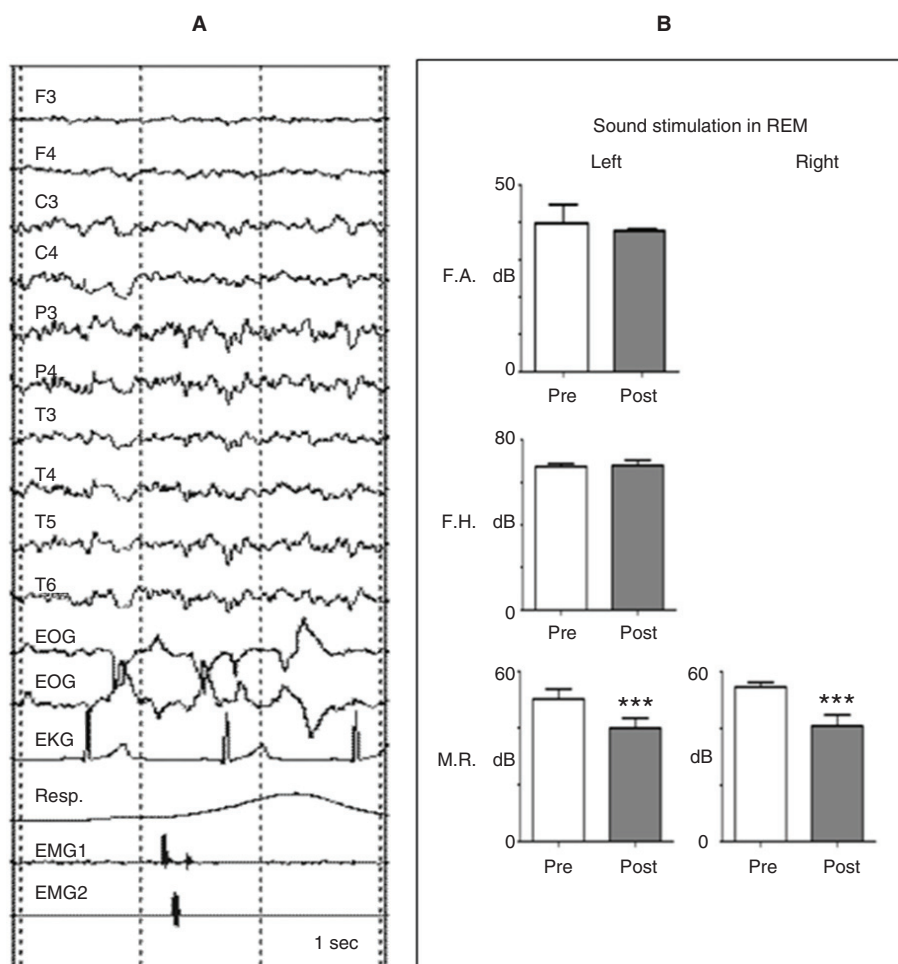 A
B
F3
F4
C3
C4
P3
P4
T3
T4
T5
T6
EOG
EOG
EKG
Resp.
EMG1
EMG2
1 sec
Sound stimulation in REM
Left Right
50
F.A. dB
0
Pre Post
80
F.H. dB
0
Pre Post
60 60
*** ***
M.R. dB dB
0 0
Pre Post Pre Post